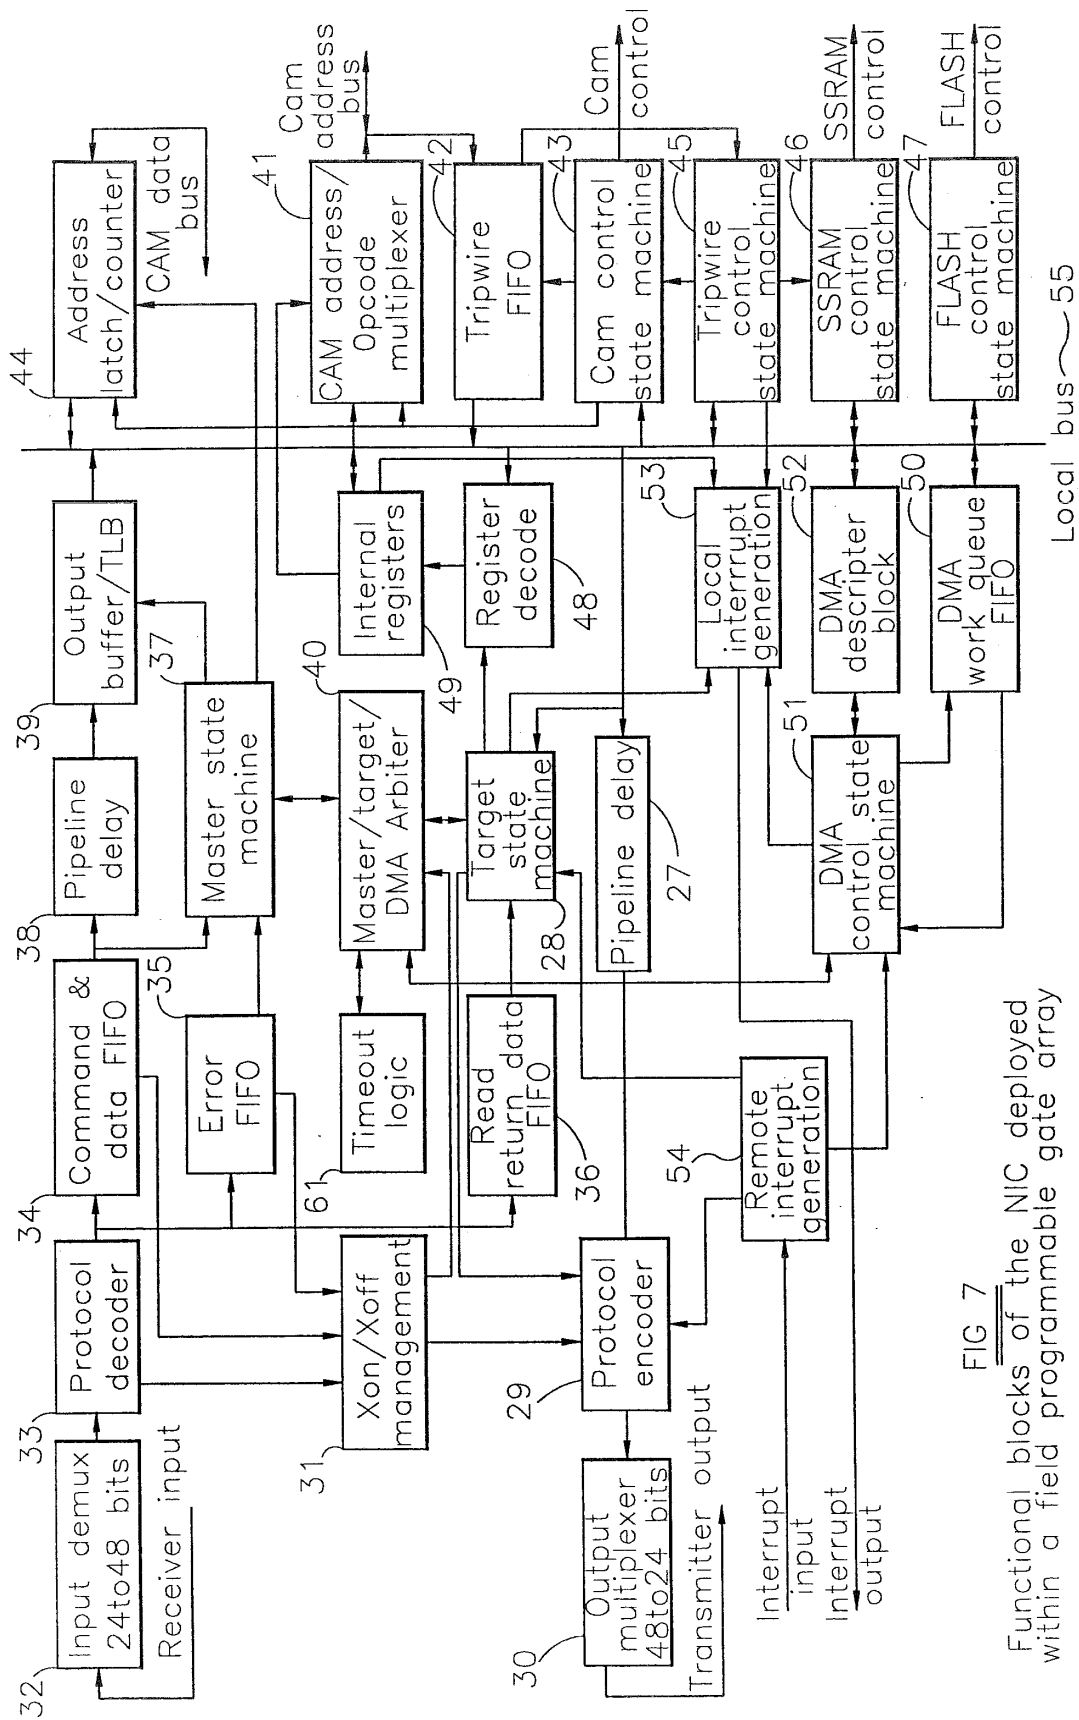 32
Input demux
24to48 bits
Receiver input
33
Protocol
decoder
34
Command &
data FIFO
38
Pipeline
delay
39
Output
buffer/TLB
44
Address
latch/counter
CAM data
bus
35
Error
FIFO
37
Master state
machine
31
Xon/Xoff
management
61
Timeout
logic
40
Master/target/
DMA Arbiter
49
Internal
registers
41
CAM address/
Opcode
multiplexer
Cam
address
bus
36
Read
return data
FIFO
28
Target
state
machine
48
Register
decode
42
Tripwire
FIFO
30
Output
multiplexer
48to24 bits
Transmitter output
29
Protocol
encoder
27
Pipeline delay
43
Cam control
state machine
Cam
control
54
Remote
interrupt
generation
53
Local
interrrupt
generation
45
Tripwire
control
state machine
Interrupt
input
Interrupt
output
51
DMA
control state
machine
52
DMA
descripter
block
46
SSRAM
control
state machine
SSRAM
control
50
DMA
work queue
FIFO
47
FLASH
control
state machine
FLASH
control
Local bus 55
FIG 7
Functional blocks of the NIC deployed
within a field programmable gate array